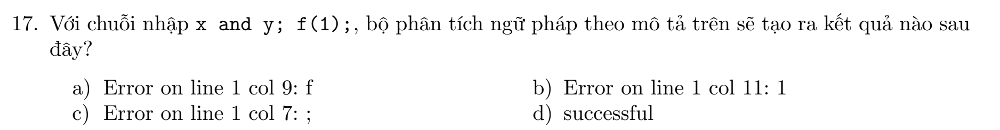 17. Với chuỗi nhập x and y; f(1);, bộ phân tích ngữ pháp theo mô tả trên sẽ tạo ra kết quả nào sau
đây?
a) Error on line 1 col 9: f
b) Error on line 1 col 11: 1
c) Error on line 1 col 7: ;
d) successful